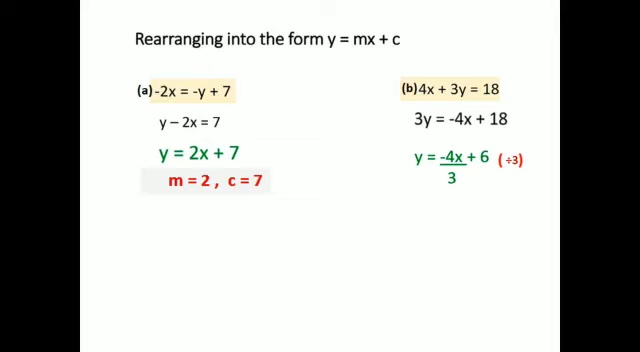 Rearranging into the form y = mx + c
(a) -2x = -y + 7
y – 2x = 7
y = 2x + 7
m = 2 , c = 7
(b) 4x + 3y = 18
3y = -4x + 18
y = -4x + 6 ( ÷3)
3